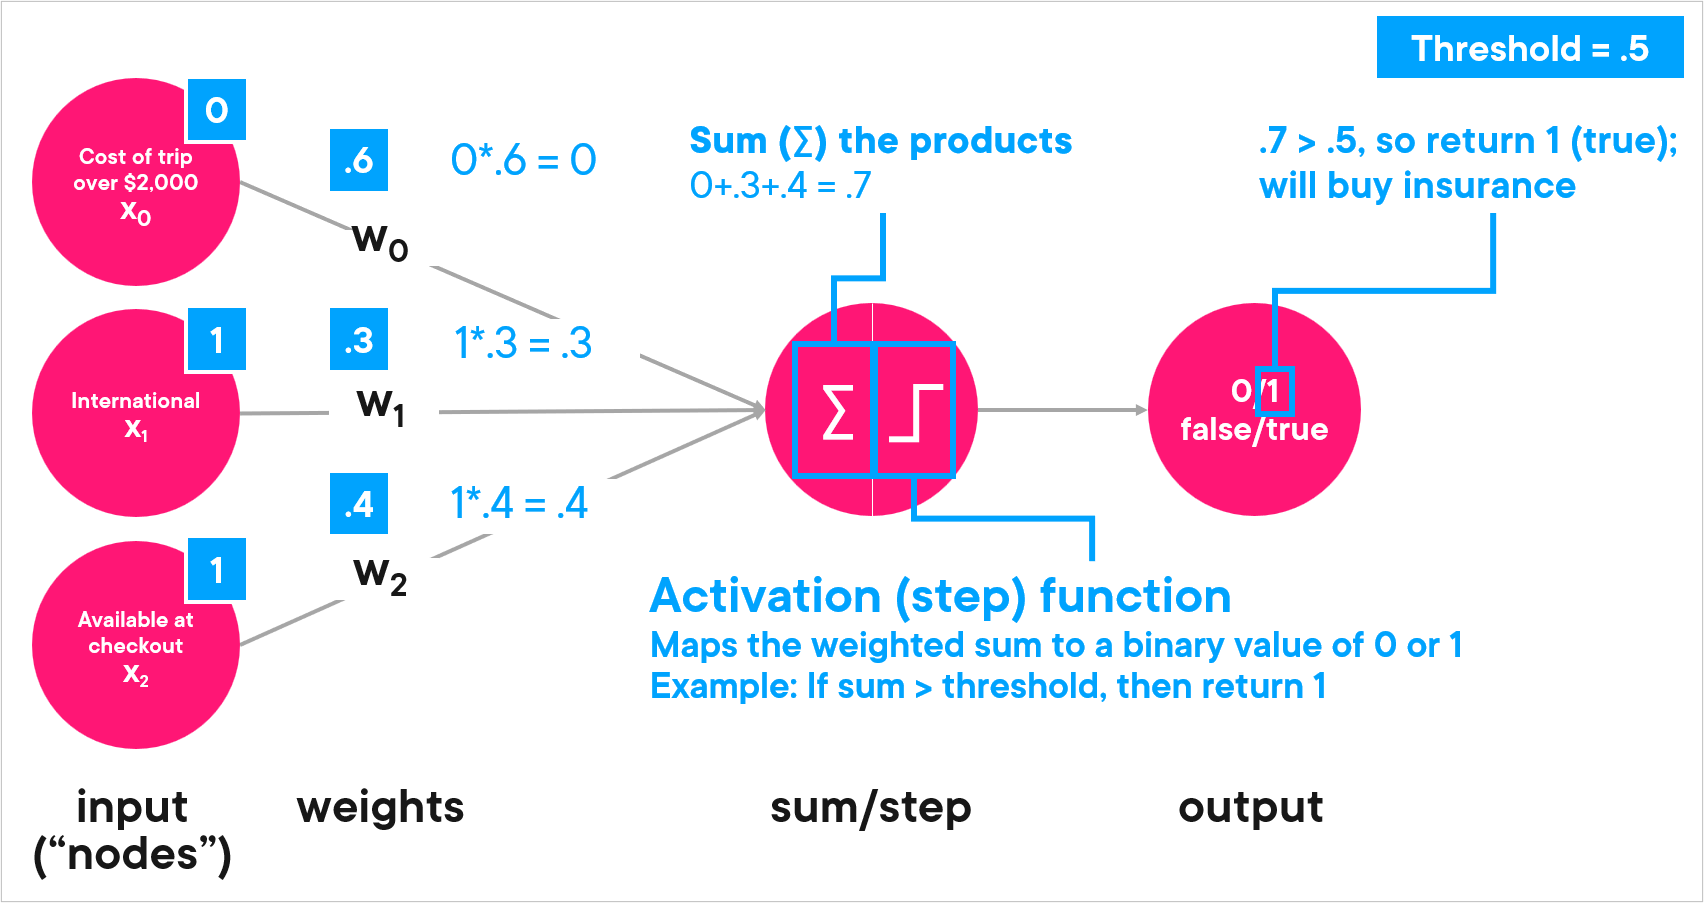 Threshold = .5
0
Cost of trip
over $2,000
x₀
.6
0*.6 = 0
w₀
Sum (∑) the products
0+.3+.4 = .7
.7 > .5, so return 1 (true);
will buy insurance
1
International
x₁
.3
1*.3 = .3
w₁
1
Available at
checkout
x₂
.4
1*.4 = .4
w₂
∑
0/1
false/true
Activation (step) function
Maps the weighted sum to a binary value of 0 or 1
Example: If sum > threshold, then return 1
input
(“nodes”)
weights
sum/step
output